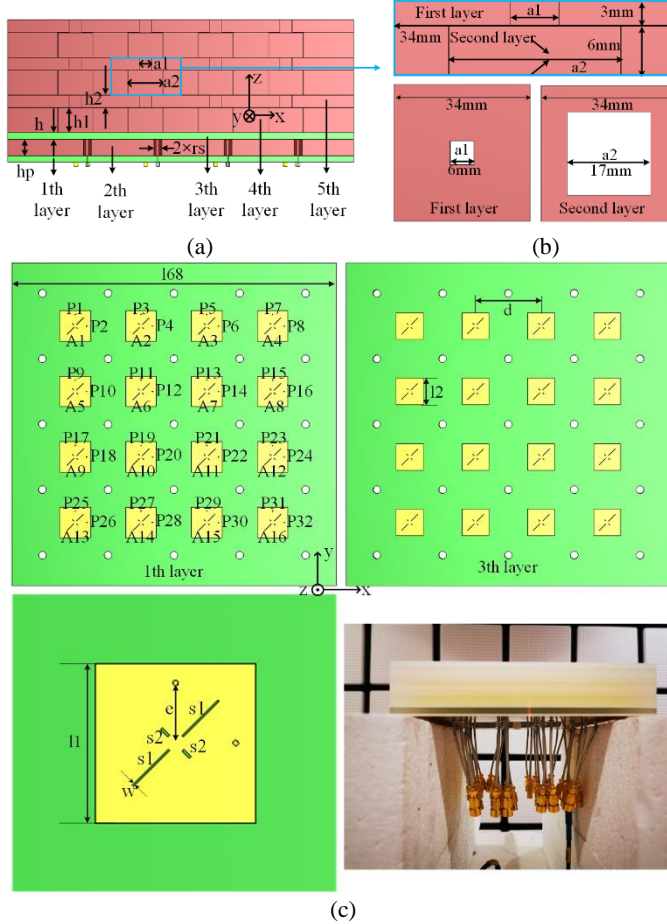 a1
a2
h2
z
y
x
h
h1
2×rs
hp
1th
layer
2th
layer
3th
layer
4th
layer
5th
layer
(a)
First layer
a1
3mm
34mm
Second layer
6mm
a2
34mm
a1
6mm
First layer
34mm
a2
17mm
Second layer
(b)
168
P1 P3 P5 P7
P2 P4 P6 P8
A1 A2 A3 A4
P9 P11 P13 P15
P10 P12 P14 P16
A5 A6 A7 A8
P17 P19 P21 P23
P18 P20 P22 P24
A9 A10 A11 A12
P25 P27 P29 P31
P26 P28 P30 P32
A13 A14 A15 A16
1th layer
d
l2
3th layer
y
z
x
l1
e
s1
s2
s2
s1
w
(c)